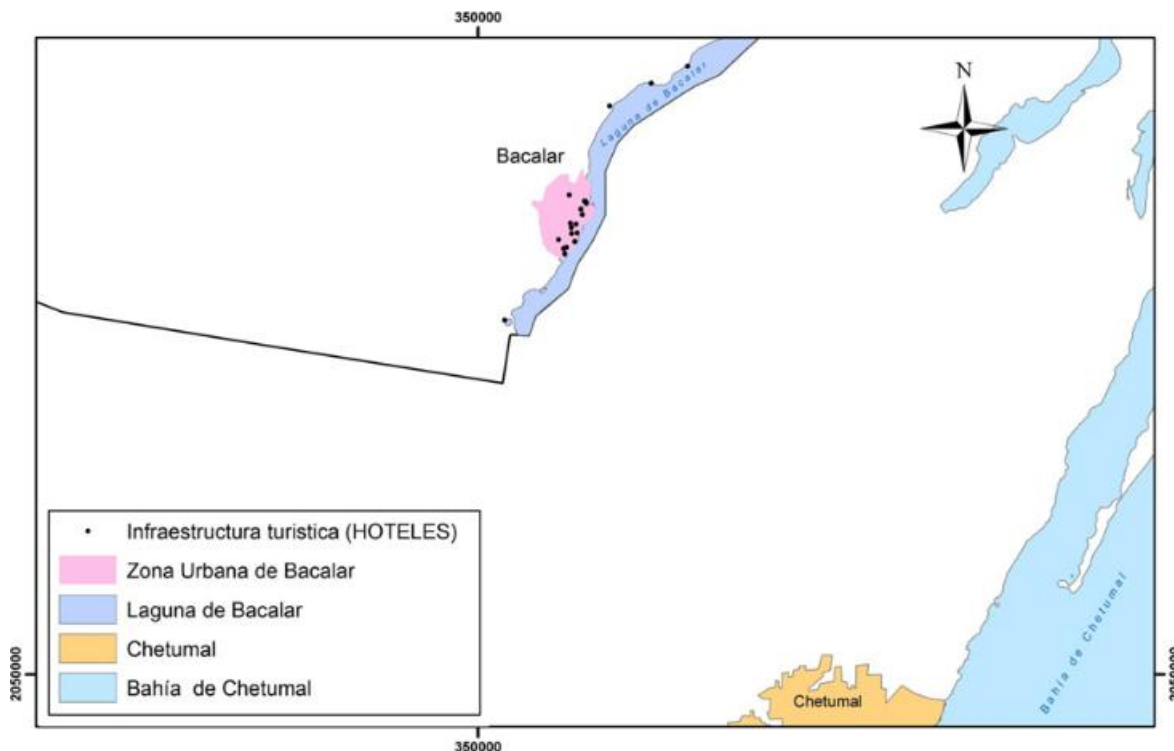 350000
N
Laguna de Bacalar
Bacalar
Infraestructura turistica (HOTELES)
Zona Urbana de Bacalar
Laguna de Bacalar
Chetumal
Bahía de Chetumal
Chetumal
Bahía de Chetumal
2050000
2050000
350000